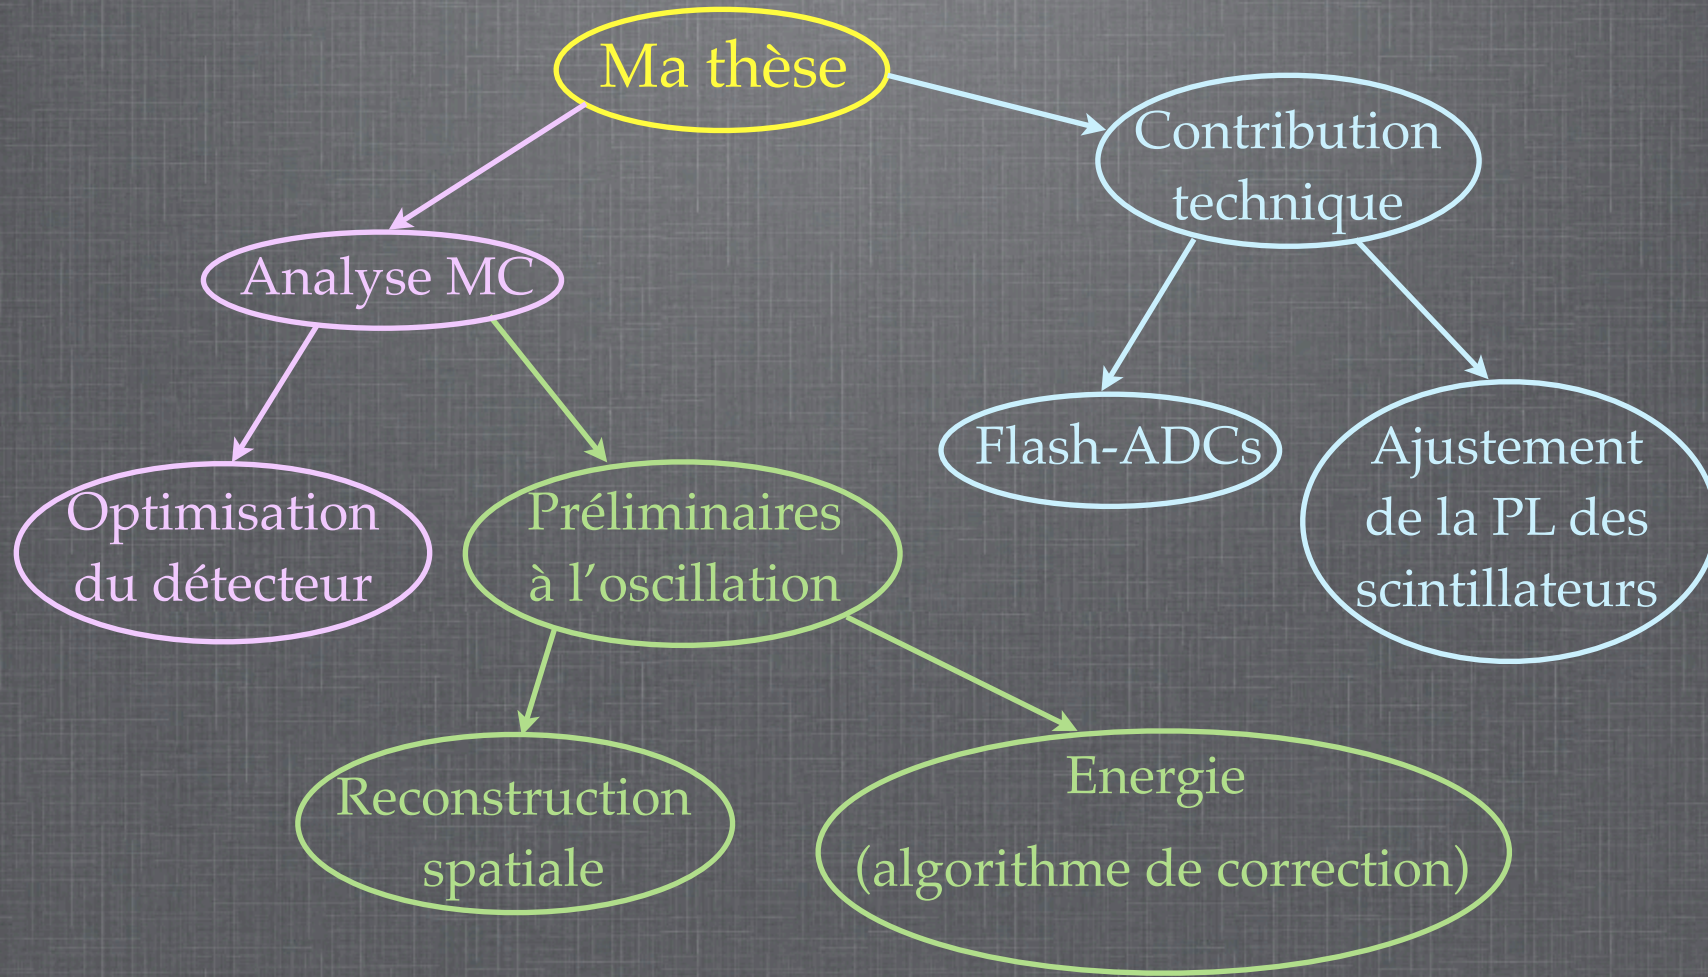 Ma thèse
Contribution
technique
Analyse MC
Flash-ADCs
Ajustement
de la PL des
scintillateurs
Optimisation
du détecteur
Préliminaires
à l’oscillation
Reconstruction
spatiale
Energie
(algorithme de correction)